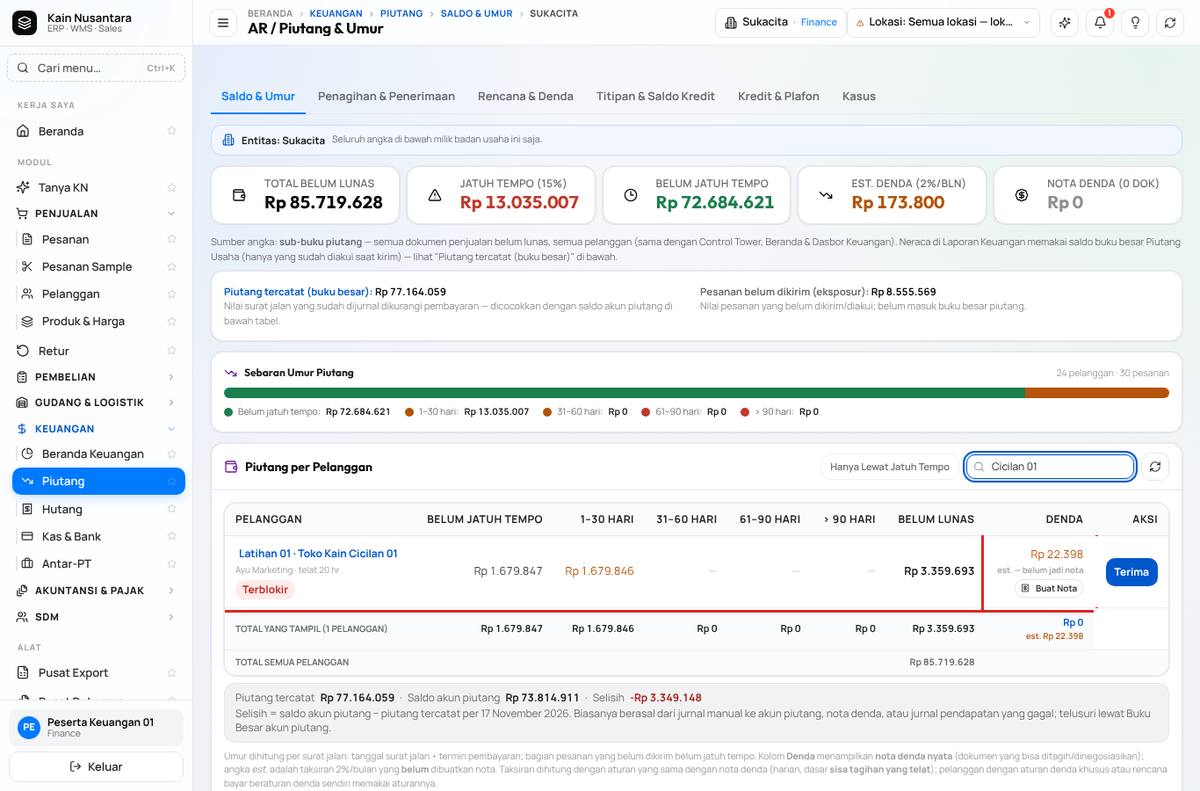 Kain Nusantara
ERP · WMS · Sales
Cari menu...
Ctrl+K
KERJA SAYA
Beranda
MODUL
Tanya KN
PENJUALAN
Pesanan
Pesanan Sample
Pelanggan
Produk & Harga
Retur
PEMBELIAN
GUDANG & LOGISTIK
KEUANGAN
Beranda Keuangan
Piutang
Hutang
Kas & Bank
Antar-PT
AKUNTANSI & PAJAK
SDM
ALAT
Pusat Export
PE
Peserta Keuangan 01
Finance
Keluar
BERANDA › KEUANGAN › PIUTANG › SALDO & UMUR › SUKACITA
AR / Piutang & Umur
Sukacita · Finance
Lokasi: Semua lokasi — lok...
1
Saldo & Umur
Penagihan & Penerimaan
Rencana & Denda
Titipan & Saldo Kredit
Kredit & Plafon
Kasus
Entitas: Sukacita Seluruh angka di bawah milik badan usaha ini saja.
TOTAL BELUM LUNAS
Rp 85.719.628
JATUH TEMPO (15%)
Rp 13.035.007
BELUM JATUH TEMPO
Rp 72.684.621
EST. DENDA (2%/BLN)
Rp 173.800
NOTA DENDA (0 DOK)
Rp 0
Sumber angka: sub-buku piutang — semua dokumen penjualan belum lunas, semua pelanggan (sama dengan Control Tower, Beranda & Dasbor Keuangan). Neraca di Laporan Keuangan memakai saldo buku besar Piutang
Usaha (hanya yang sudah diakui saat kirim) — lihat "Piutang tercatat (buku besar)" di bawah.
Piutang tercatat (buku besar): Rp 77.164.059
Nilai surat jalan yang sudah dijurnal dikurangi pembayaran — dicocokkan dengan saldo akun piutang di
bawah tabel.
Pesanan belum dikirim (eksposur): Rp 8.555.569
Nilai pesanan yang belum dikirim/diakui; belum masuk buku besar piutang.
Sebaran Umur Piutang
24 pelanggan · 30 pesanan
Belum jatuh tempo: Rp 72.684.621
1–30 hari: Rp 13.035.007
31–60 hari: Rp 0
61–90 hari: Rp 0
> 90 hari: Rp 0
Piutang per Pelanggan
Hanya Lewat Jatuh Tempo
Cicilan 01
PELANGGAN BELUM JATUH TEMPO 1–30 HARI 31–60 HARI 61–90 HARI > 90 HARI BELUM LUNAS DENDA AKSI
Latihan 01 · Toko Kain Cicilan 01
Ayu Marketing · telat 20 hr
Terblokir
Rp 1.679.847 Rp 1.679.846 — — — Rp 3.359.693
Rp 22.398
est. — belum jadi nota
Buat Nota
Terima
TOTAL YANG TAMPIL (1 PELANGGAN) Rp 1.679.847 Rp 1.679.846 Rp 0 Rp 0 Rp 0 Rp 3.359.693 Rp 0
est. Rp 22.398
TOTAL SEMUA PELANGGAN Rp 85.719.628
Piutang tercatat Rp 77.164.059 · Saldo akun piutang Rp 73.814.911 · Selisih -Rp 3.349.148
Selisih = saldo akun piutang − piutang tercatat per 17 November 2026. Biasanya berasal dari jurnal manual ke akun piutang, nota denda, atau jurnal pendapatan yang gagal; telusuri lewat Buku
Besar akun piutang.
Umur dihitung per surat jalan: tanggal surat jalan + termin pembayaran; bagian pesanan yang belum dikirim belum jatuh tempo. Kolom Denda menampilkan nota denda nyata (dokumen yang bisa ditagih/dinegosiasikan);
angka est. adalah taksiran 2%/bulan yang belum dibuatkan nota. Taksiran dihitung dengan aturan yang sama dengan nota denda (harian, dasar sisa tagihan yang telat); pelanggan dengan aturan denda khusus atau rencana
bayar beraturan denda sendiri memakai aturannya.